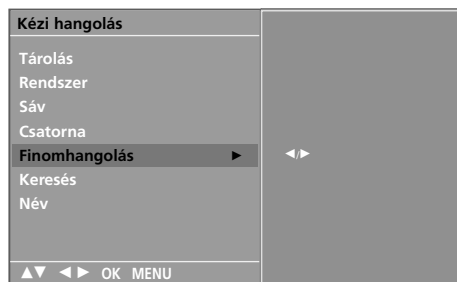 Kézi hangolás
Tárolás
Rendszer
Sáv
Csatorna
Finomhangolás ► ◄/►
Keresés
Név
▲▼ ◄ ► OK MENU